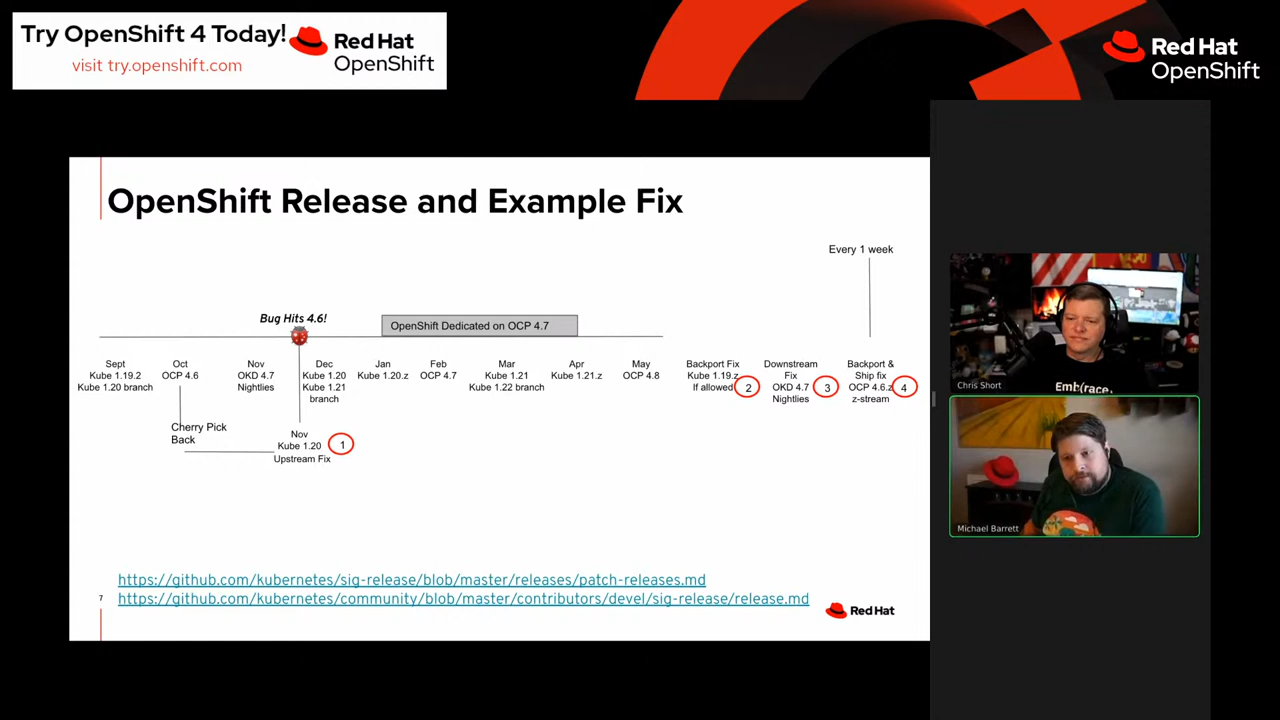 Try OpenShift 4 Today!
visit try.openshift.com
Red Hat
OpenShift
Red Hat
OpenShift
OpenShift Release and Example Fix
Every 1 week
Bug Hits 4.6!
OpenShift Dedicated on OCP 4.7
Sept
Kube 1.19.2
Kube 1.20 branch
Oct
OCP 4.6
Nov
OKD 4.7
Nightlies
Dec
Kube 1.20
Kube 1.21
branch
Jan
Kube 1.20.z
Feb
OCP 4.7
Mar
Kube 1.21
Kube 1.22 branch
Apr
Kube 1.21.z
May
OCP 4.8
Backport Fix
Kube 1.19.z
If allowed
2
Downstream
Fix
OKD 4.7
Nightlies
3
Backport &
Ship fix
OCP 4.6.z
z-stream
4
Cherry Pick
Back
Nov
Kube 1.20
Upstream Fix
1
https://github.com/kubernetes/sig-release/blob/master/releases/patch-releases.md
https://github.com/kubernetes/community/blob/master/contributors/devel/sig-release/release.md
7
Red Hat
Chris Short
Emb(race,
Michael Barrett